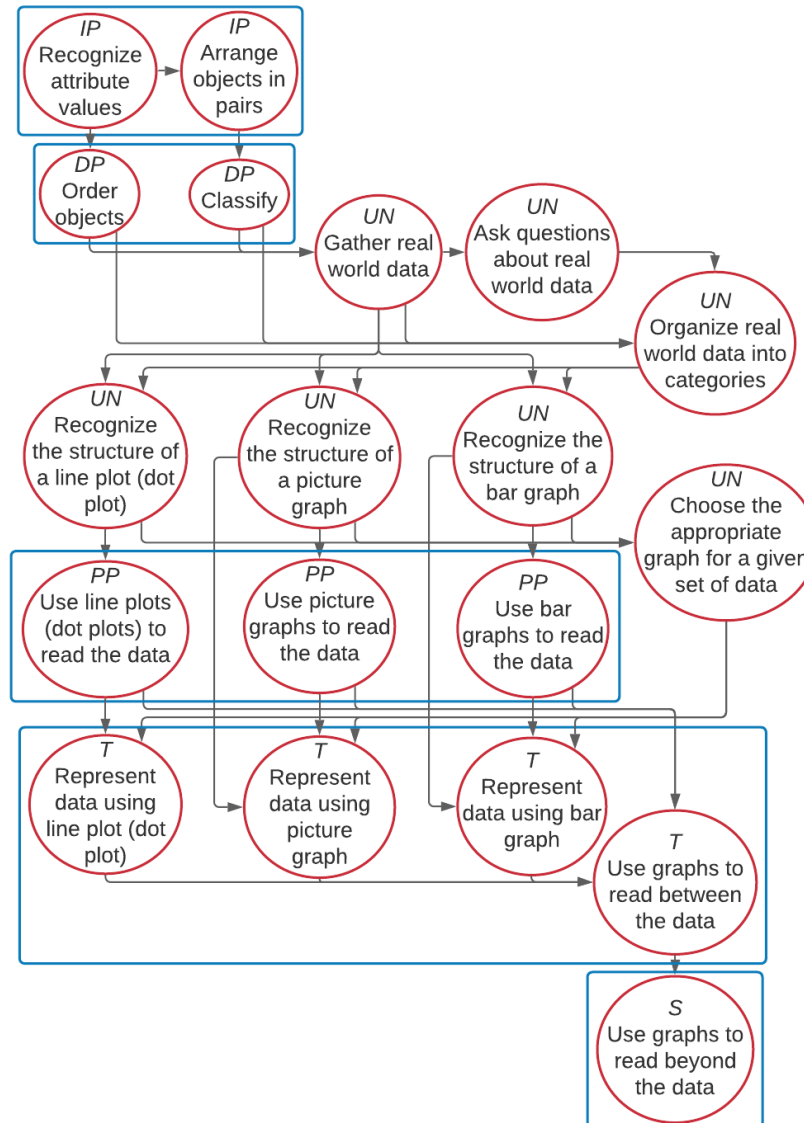 IP
Recognize
attribute
values
IP
Arrange
objects in
pairs
DP
Order
objects
DP
Classify
UN
Gather real
world data
UN
Ask questions
about real
world data
UN
Organize real
world data into
categories
UN
Recognize
the structure of
a line plot (dot
plot)
UN
Recognize
the structure of
a picture
graph
UN
Recognize the
structure of a
bar graph
UN
Choose the
appropriate
graph for a given
set of data
PP
Use line plots
(dot plots) to
read the data
PP
Use picture
graphs to read
the data
PP
Use bar
graphs to read
the data
T
Represent
data using
line plot (dot
plot)
T
Represent
data using
picture
graph
T
Represent
data using bar
graph
T
Use graphs to
read between
the data
S
Use graphs to
read beyond
the data